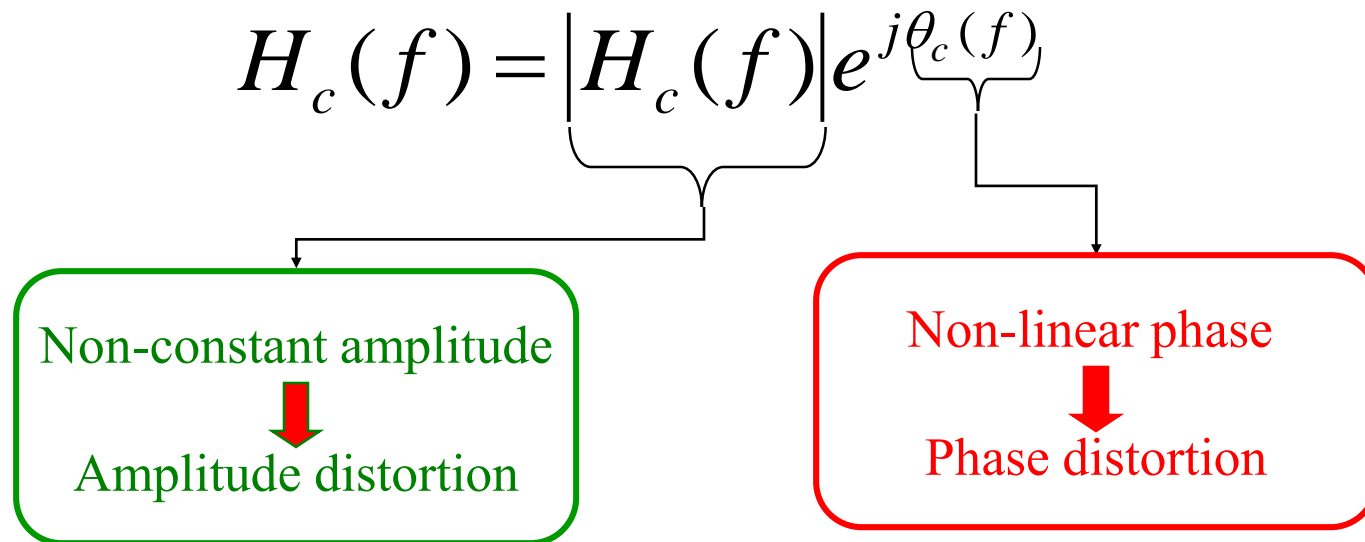 H_c(f) = |H_c(f)| e^{jθ_c(f)}
Non-constant amplitude
Amplitude distortion
Non-linear phase
Phase distortion